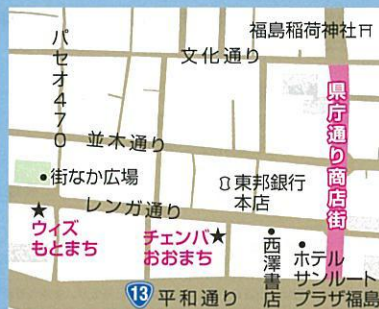 福島稲荷神社
文化通り
パセオ470
県庁通り商店街
並木通り
街なか広場
東邦銀行
本店
レンガ通り
ウィズ
もとまち
チェンバ
おおまち
西澤書店
ホテル
サンルート
プラザ福島
13
平和通り